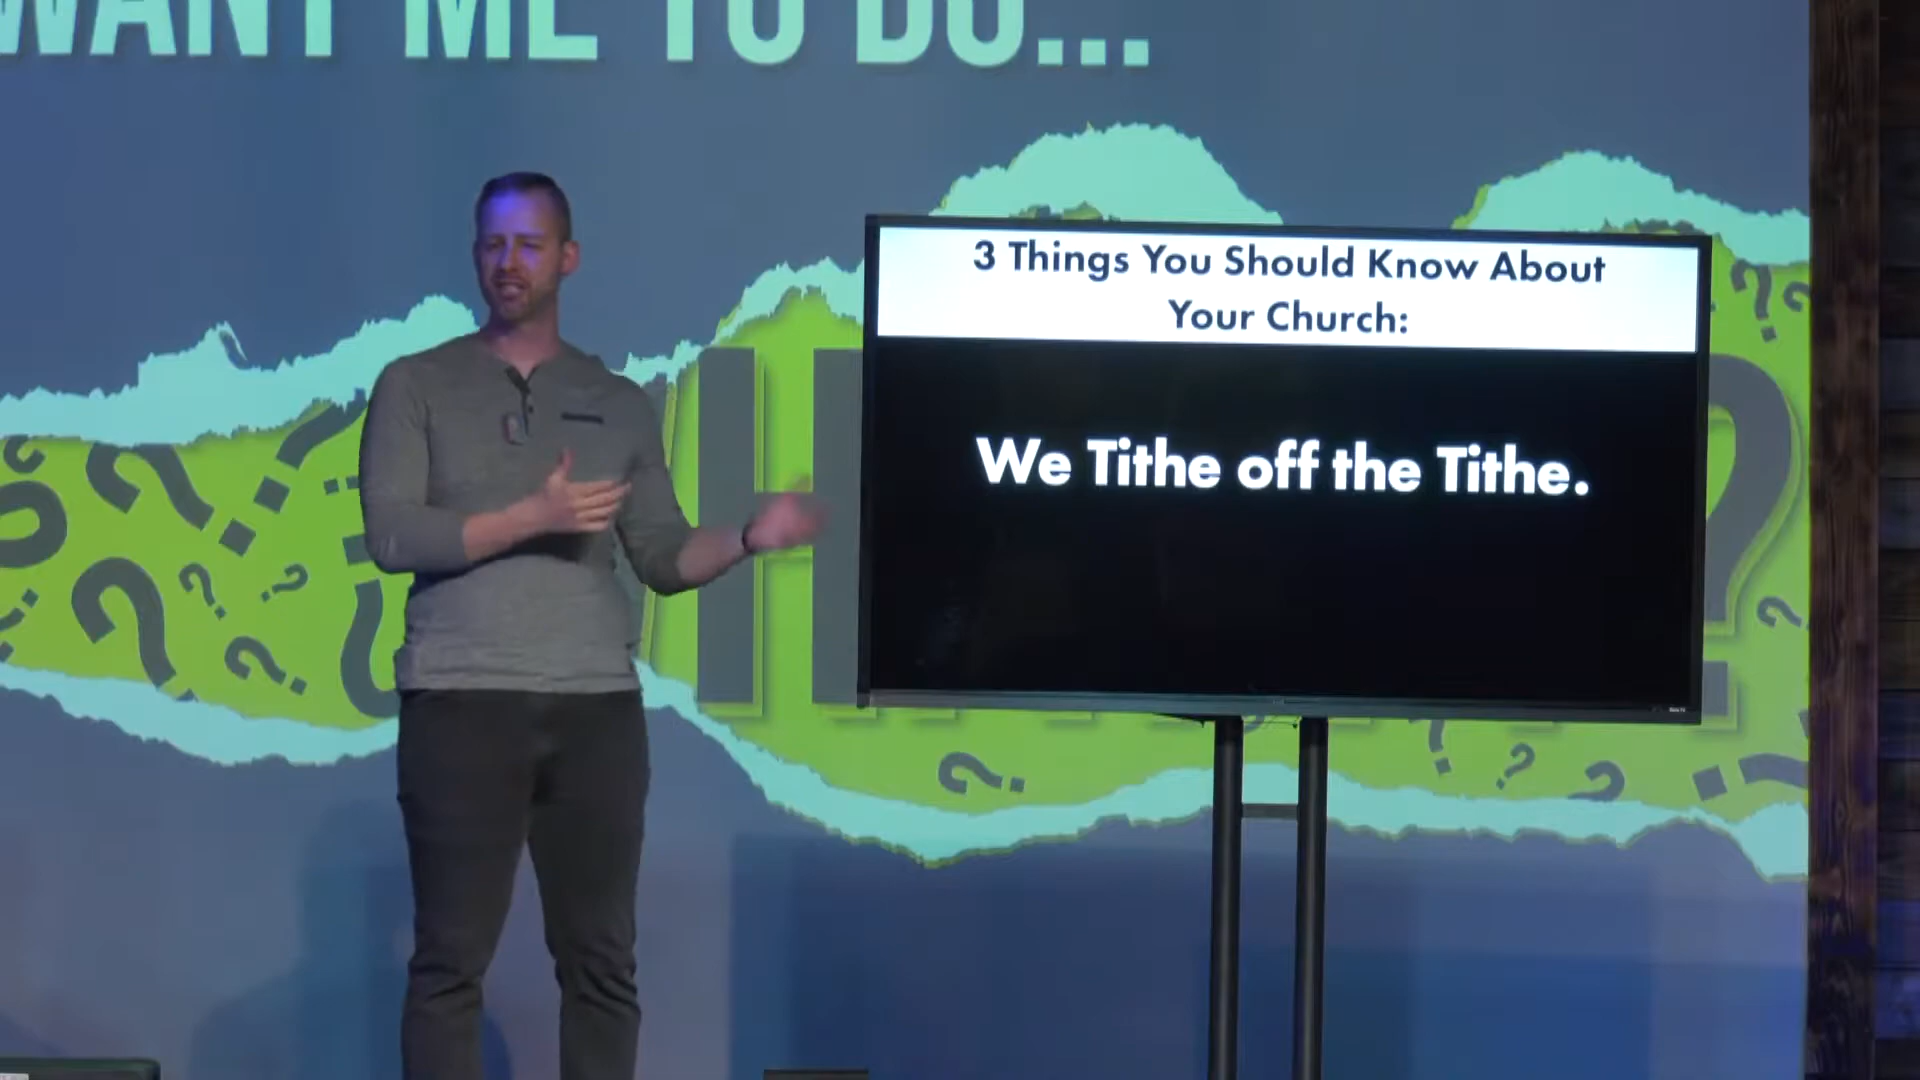 WANT ME TO DO...
3 Things You Should Know About
Your Church:
We Tithe off the Tithe.